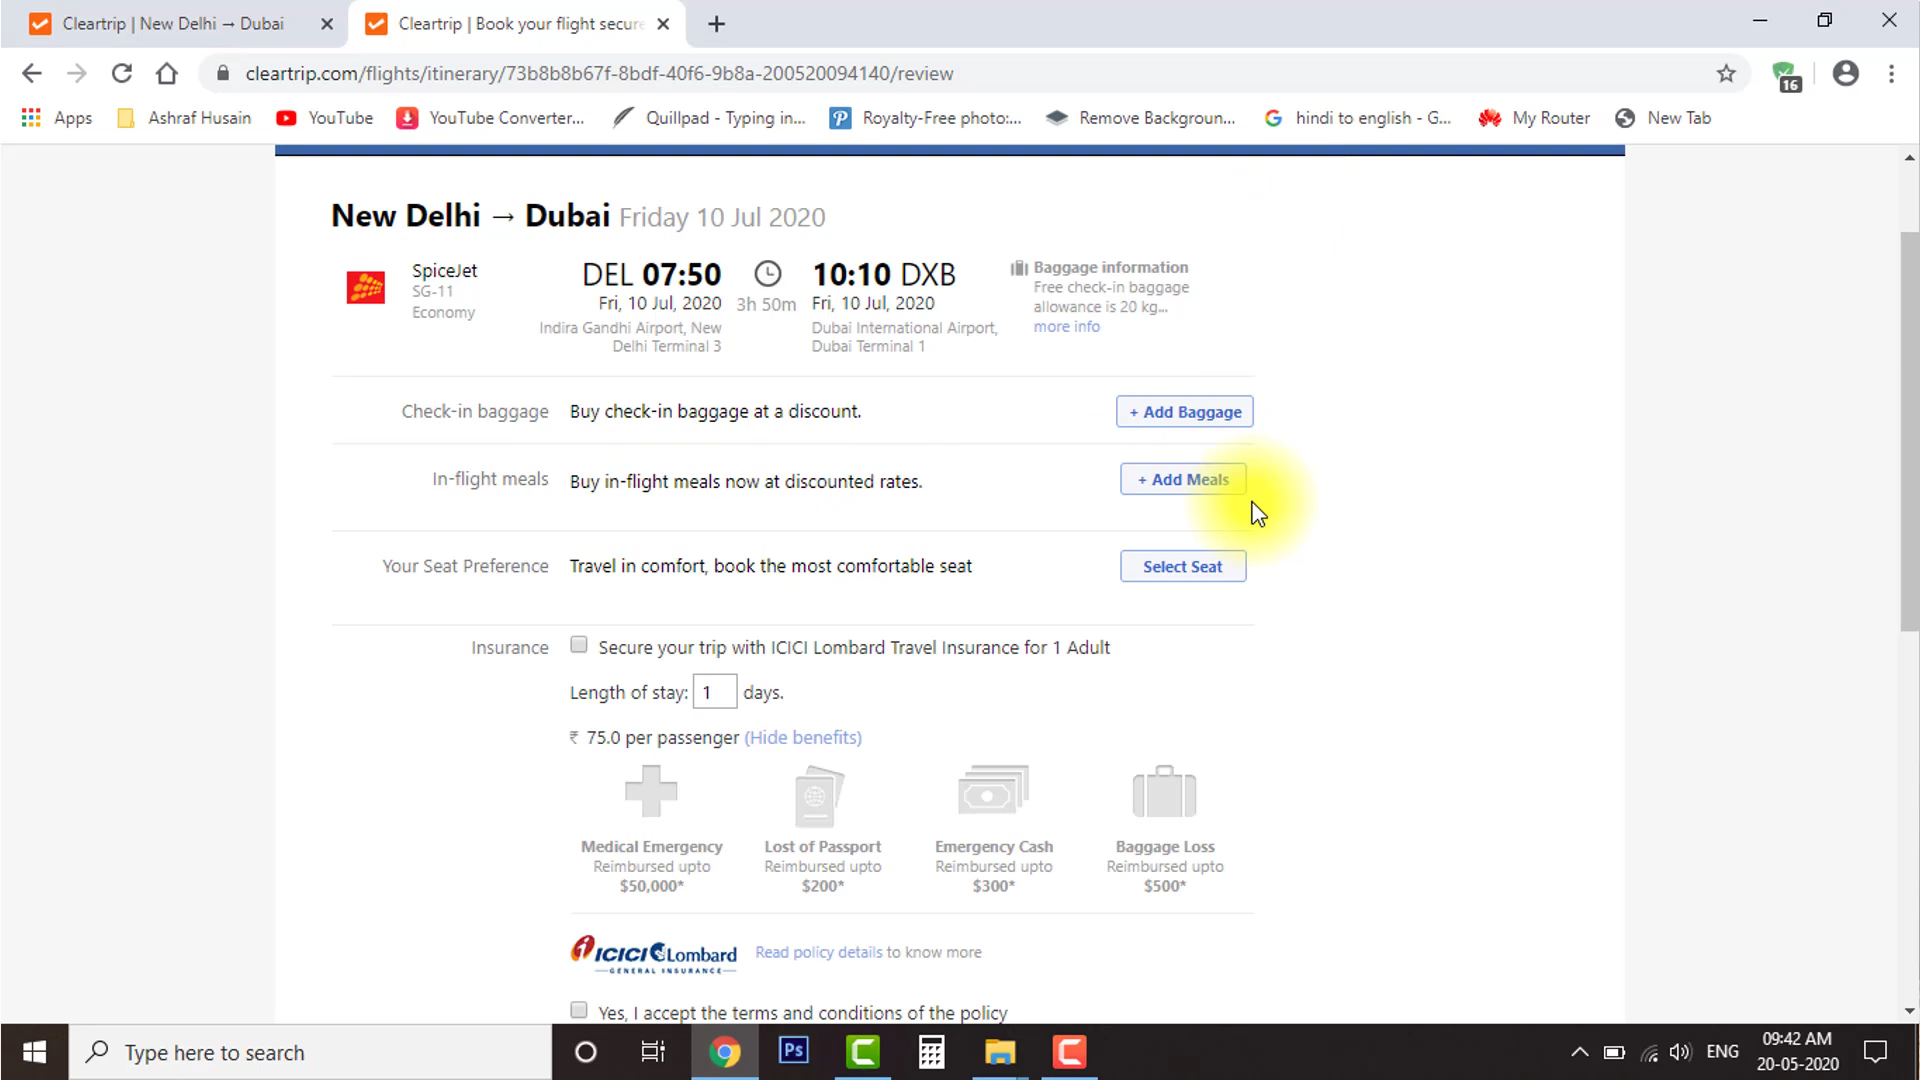 Cleartrip | New Delhi → Dubai
Cleartrip | Book your flight secure
cleartrip.com/flights/itinerary/73b8b8b67f-8bdf-40f6-9b8a-200520094140/review
16
Apps
Ashraf Husain
YouTube
YouTube Converter...
Quillpad - Typing in...
Royalty-Free photo:...
Remove Backgroun...
hindi to english - G...
My Router
New Tab
New Delhi → Dubai Friday 10 Jul 2020
SpiceJet
SG-11
Economy
DEL 07:50
Fri, 10 Jul, 2020
Indira Gandhi Airport, New
Delhi Terminal 3
3h 50m
10:10 DXB
Fri, 10 Jul, 2020
Dubai International Airport,
Dubai Terminal 1
Baggage information
Free check-in baggage
allowance is 20 kg...
more info
Check-in baggage Buy check-in baggage at a discount. + Add Baggage
In-flight meals Buy in-flight meals now at discounted rates. + Add Meals
Your Seat Preference Travel in comfort, book the most comfortable seat Select Seat
Insurance Secure your trip with ICICI Lombard Travel Insurance for 1 Adult
Length of stay: 1 days.
₹ 75.0 per passenger (Hide benefits)
Medical Emergency
Reimbursed upto
$50,000*
Lost of Passport
Reimbursed upto
$200*
Emergency Cash
Reimbursed upto
$300*
Baggage Loss
Reimbursed upto
$500*
ICICI Lombard
GENERAL INSURANCE
Read policy details to know more
Yes, I accept the terms and conditions of the policy
Type here to search
Ps
ENG
09:42 AM
20-05-2020